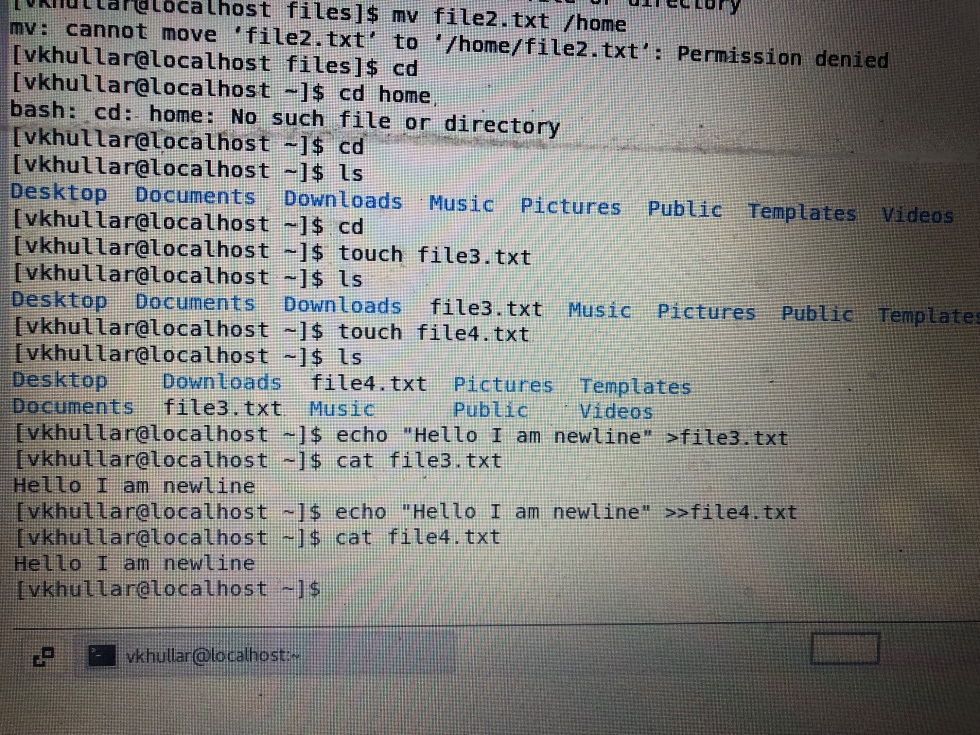 [vkhullar@localhost files]$ mv file2.txt /home
mv: cannot move 'file2.txt' to '/home/file2.txt': Permission denied
[vkhullar@localhost files]$ cd
[vkhullar@localhost ~]$ cd home
bash: cd: home: No such file or directory
[vkhullar@localhost ~]$ cd
[vkhullar@localhost ~]$ ls
Desktop Documents Downloads Music Pictures Public Templates Videos
[vkhullar@localhost ~]$ cd
[vkhullar@localhost ~]$ touch file3.txt
[vkhullar@localhost ~]$ ls
Desktop Documents Downloads file3.txt Music Pictures Public Templates
[vkhullar@localhost ~]$ touch file4.txt
[vkhullar@localhost ~]$ ls
Desktop Downloads file4.txt Pictures Templates
Documents file3.txt Music Public Videos
[vkhullar@localhost ~]$ echo "Hello I am newline" >file3.txt
[vkhullar@localhost ~]$ cat file3.txt
Hello I am newline
[vkhullar@localhost ~]$ echo "Hello I am newline" >>file4.txt
[vkhullar@localhost ~]$ cat file4.txt
Hello I am newline
[vkhullar@localhost ~]$
vkhullar@localhost:~